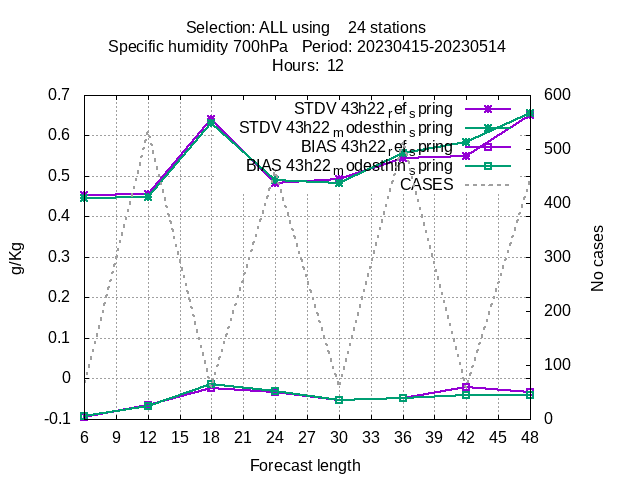 Selection: ALL using    24 stations
Specific humidity 700hPa   Period: 20230415-20230514
Hours:  12
STDV 43h22_ref_spring
STDV 43h22_modesthin_spring
BIAS 43h22_ref_spring
BIAS 43h22_modesthin_spring
CASES
0.7
0.6
0.5
0.4
0.3
0.2
0.1
0
-0.1
g/Kg
600
500
400
300
200
100
0
No cases
6 9 12 15 18 21 24 27 30 33 36 39 42 45 48
Forecast length